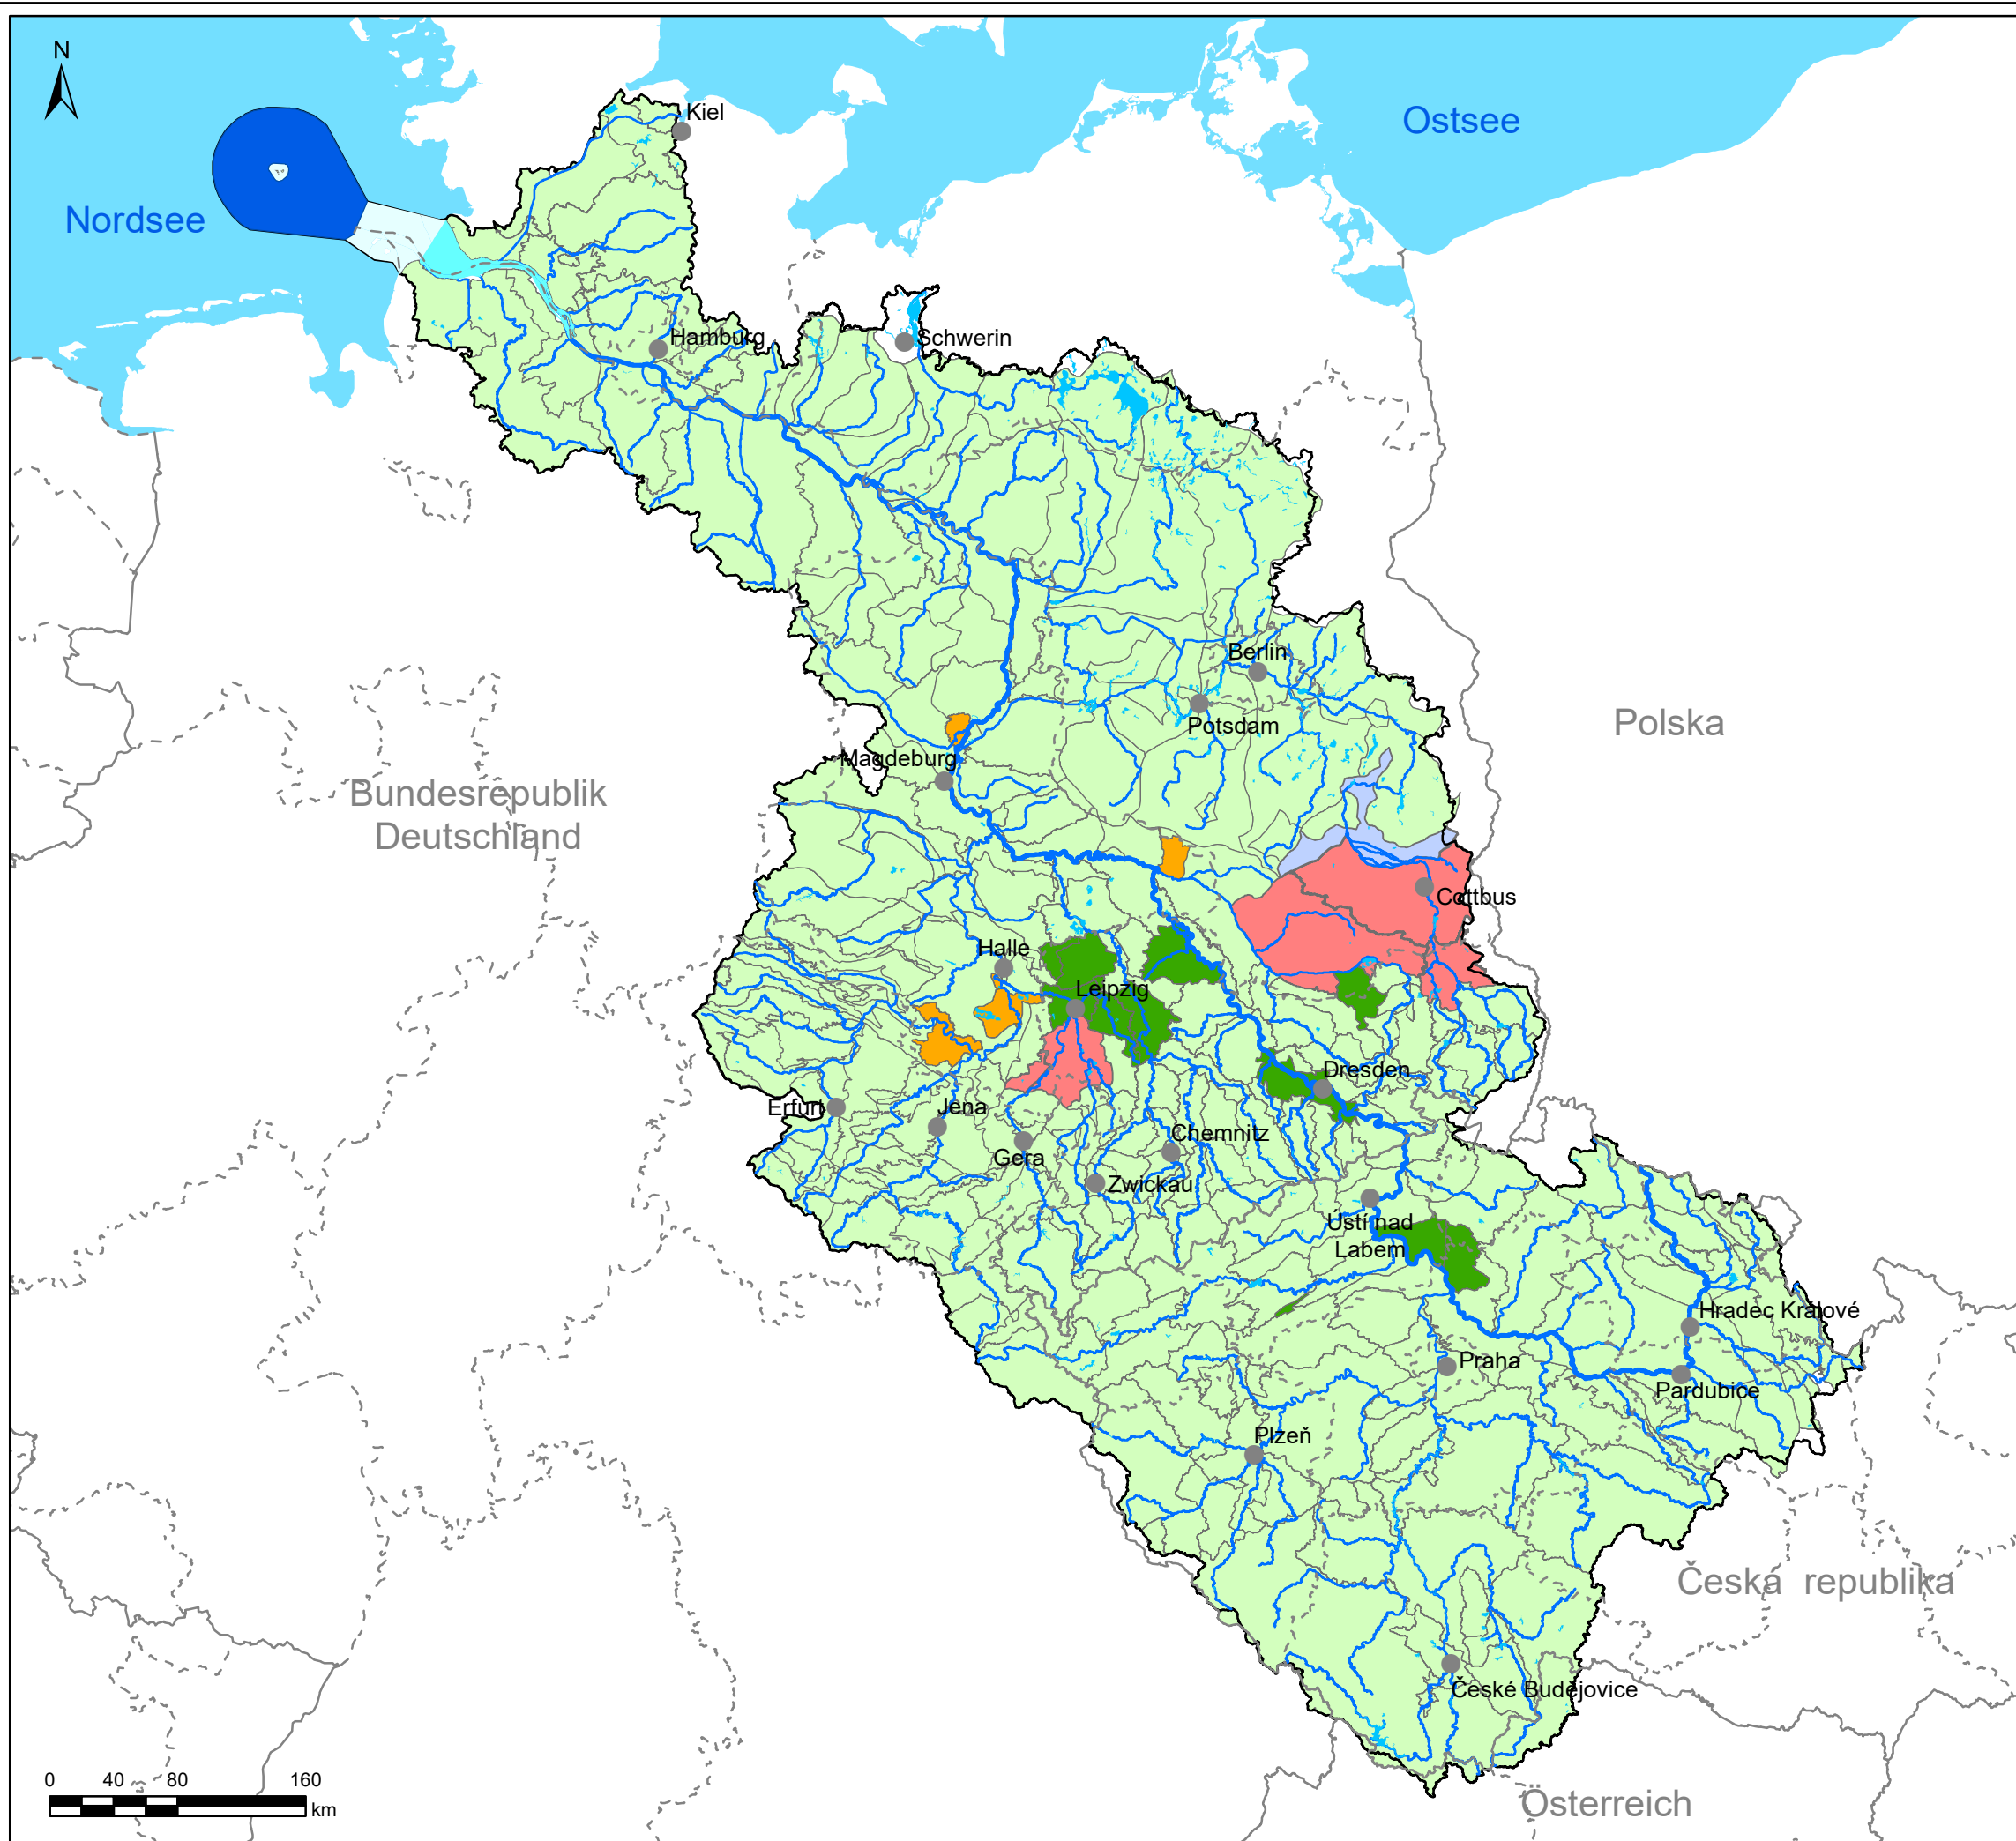 N
Kiel
Ostsee
Nordsee
Hamburg
Schwerin
Berlin
Potsdam
Polska
Magdeburg
Bundesrepublik
Deutschland
Cottbus
Halle
Leipzig
Dresden
Erfurt
Jena
Chemnitz
Gera
Zwickau
Ústí nad
Labem
Hradec Králové
Praha
Pardubice
Plzeň
Česká republika
České Budějovice
Österreich
0 40 80 160
km